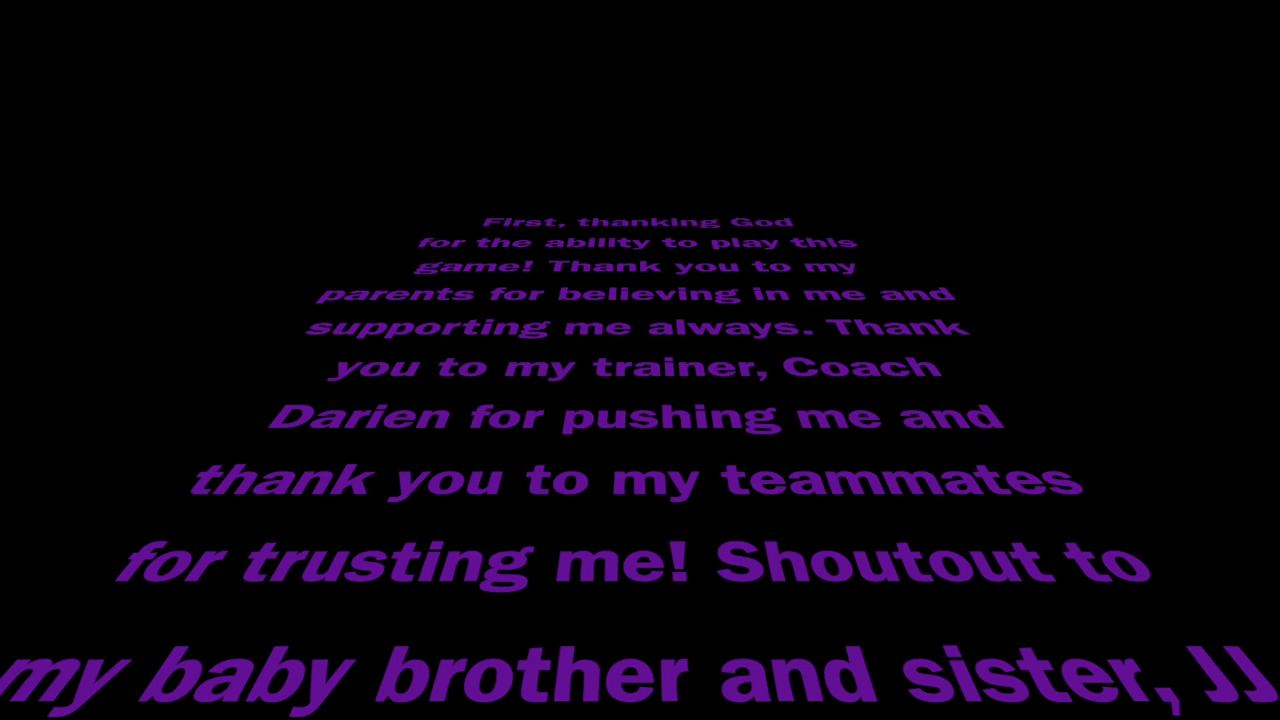 First, thanking God
for the ability to play this
game! Thank you to my
parents for believing in me and
supporting me always. Thank
you to my trainer, Coach
Darien for pushing me and
thank you to my teammates
for trusting me! Shoutout to
my baby brother and sister, JJ